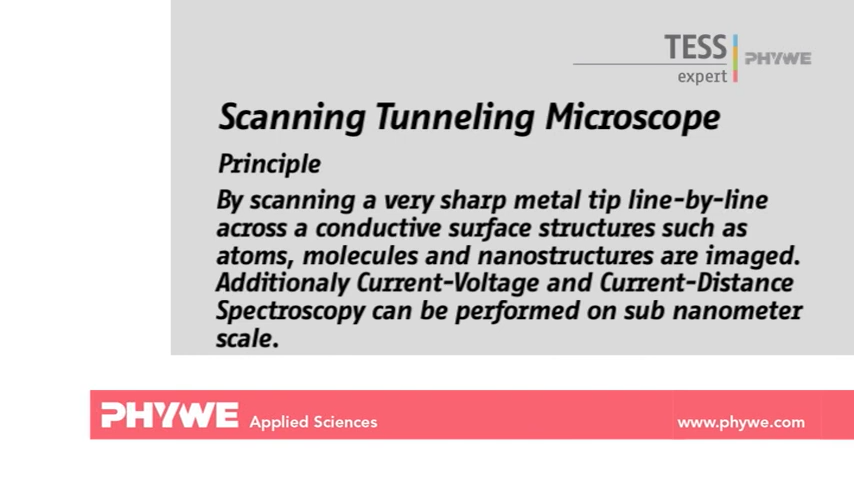 TESS
expert
PHYWE
Scanning Tunneling Microscope
Principle
By scanning a very sharp metal tip line-by-line
across a conductive surface structures such as
atoms, molecules and nanostructures are imaged.
Additionaly Current-Voltage and Current-Distance
Spectroscopy can be performed on sub nanometer
scale.
PHYWE Applied Sciences
www.phywe.com